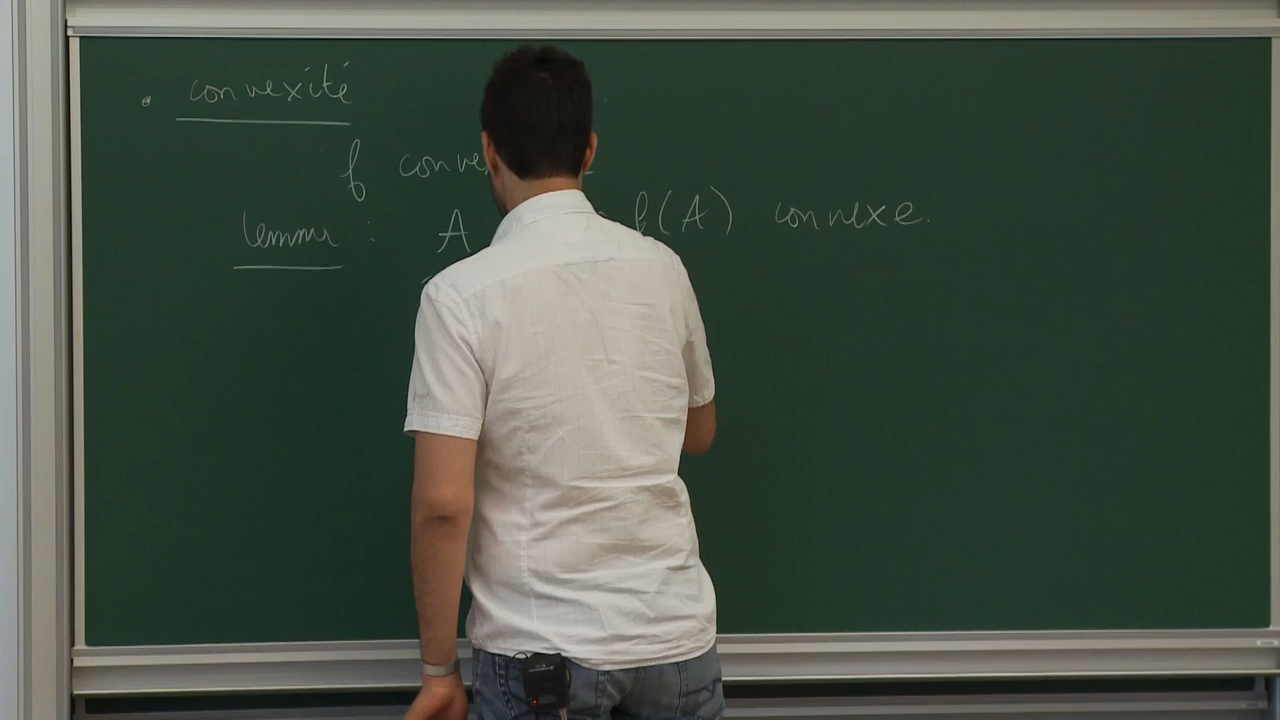 • convexité
f conve
lemme : A f(A) convexe.